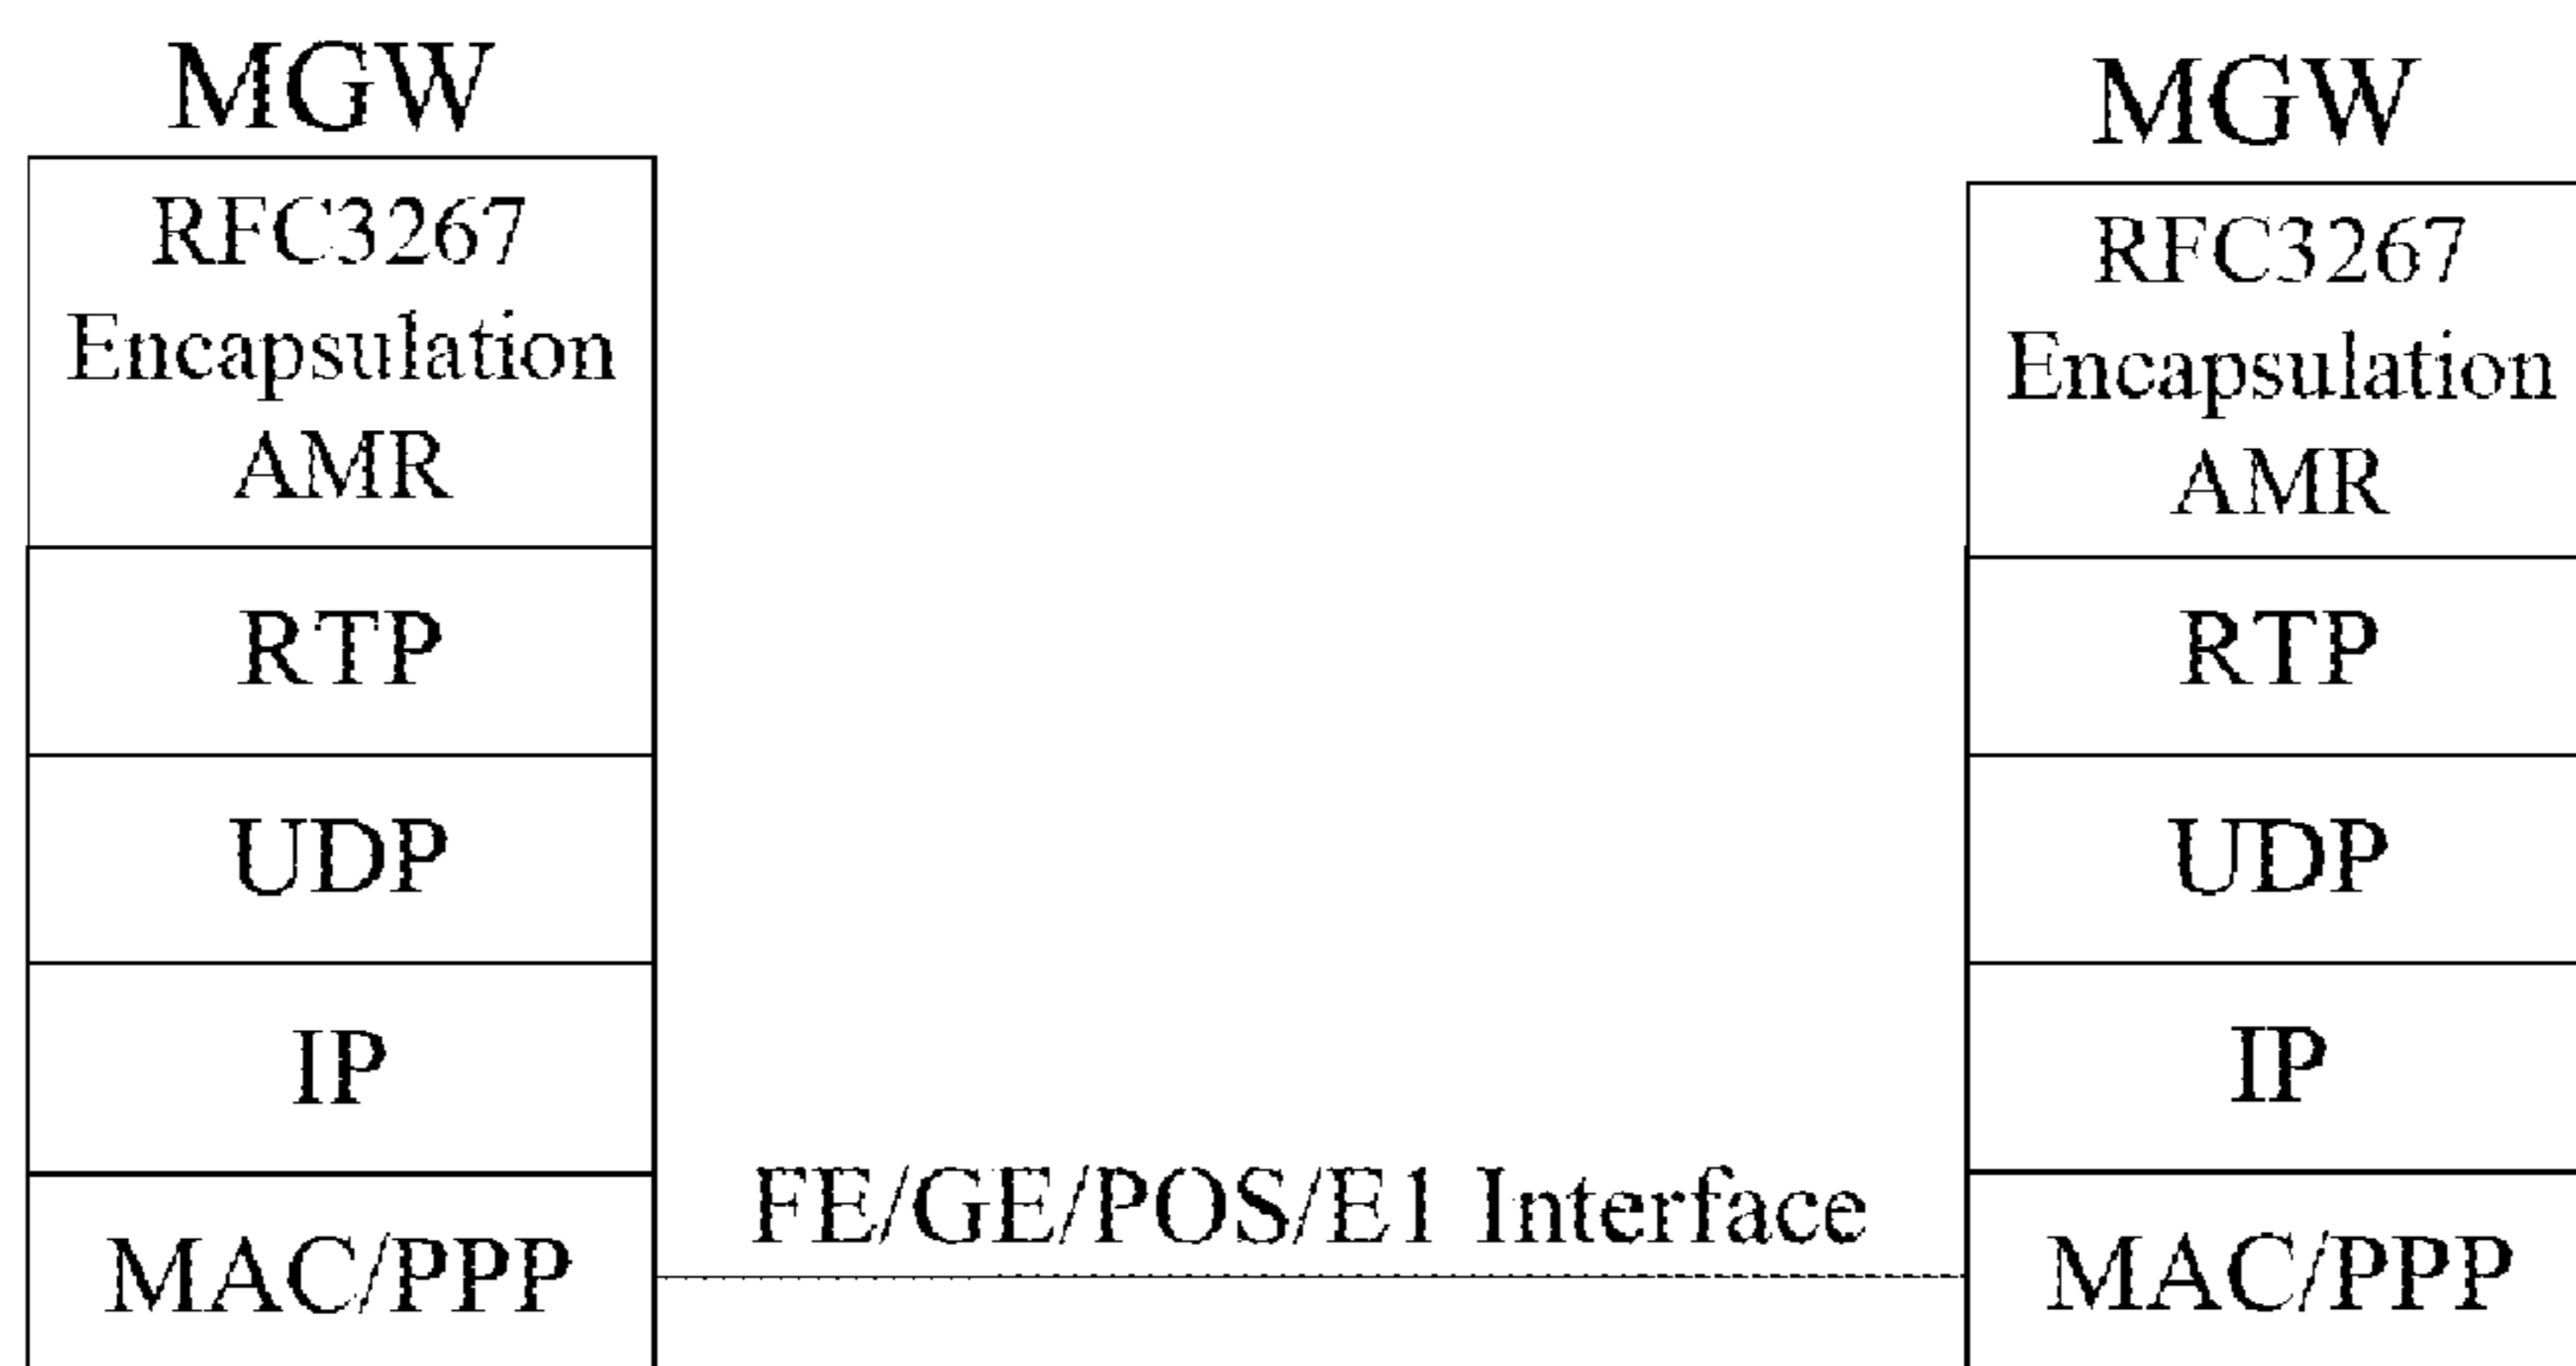 MGW
RFC3267
Encapsulation
AMR
RTP
UDP
IP
MAC/PPP
FE/GE/POS/E1 Interface
MGW
RFC3267
Encapsulation
AMR
RTP
UDP
IP
MAC/PPP